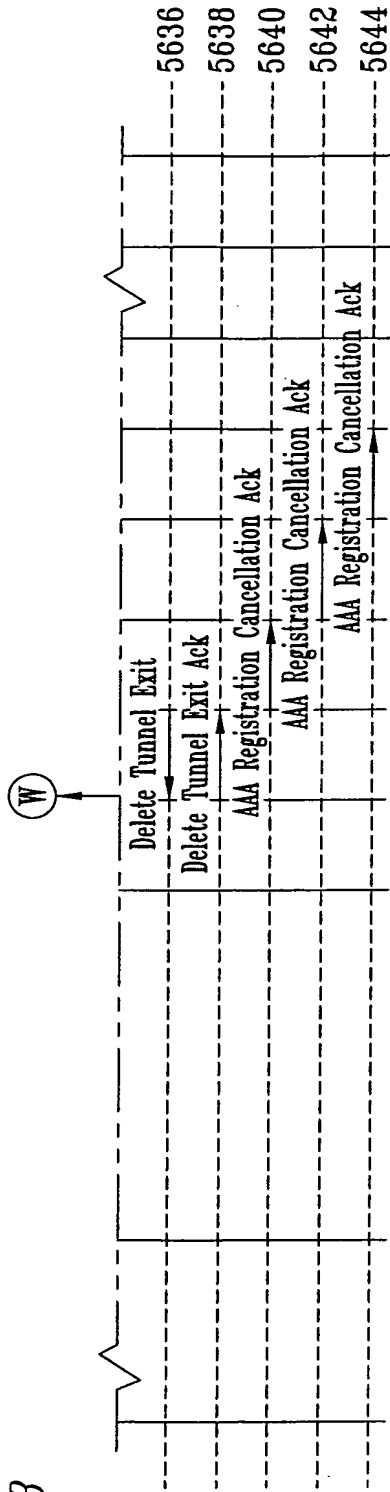 W
Delete Tunnel Exit
5636
Delete Tunnel Exit Ack
5638
AAA Registration Cancellation Ack
5640
AAA Registration Cancellation Ack
5642
AAA Registration Cancellation Ack
5644